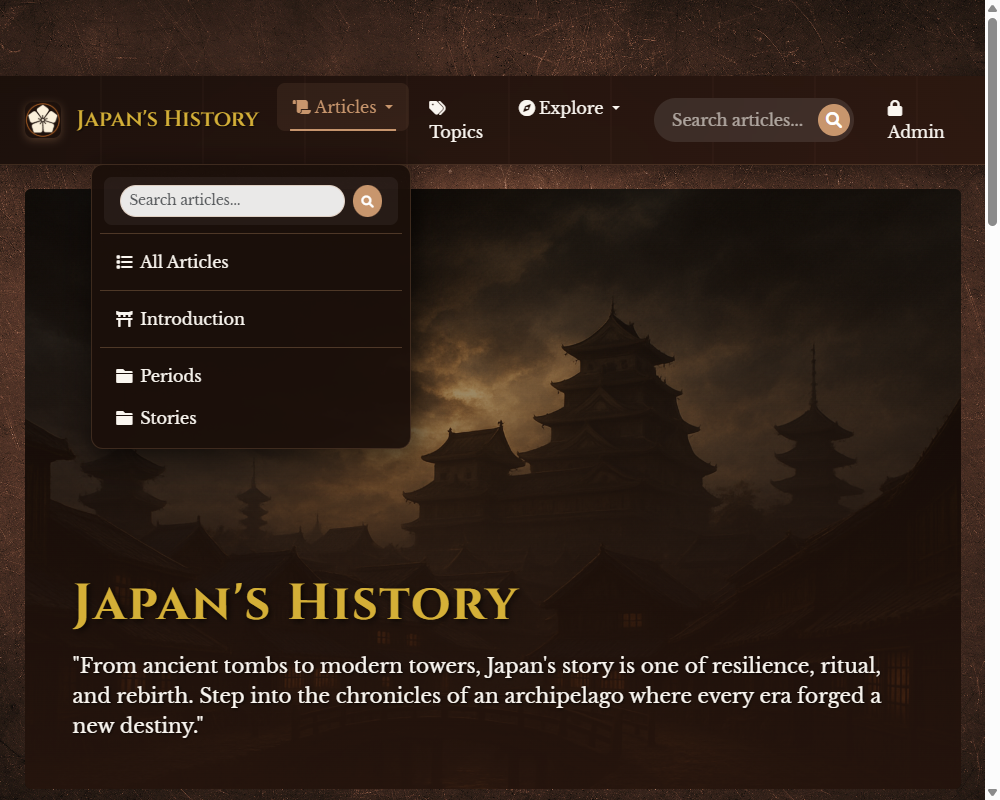 Japan's History
Articles
Topics
Explore
Search articles...
Admin
Search articles...
All Articles
Introduction
Periods
Stories
Japan's History
"From ancient tombs to modern towers, Japan's story is one of resilience, ritual,
and rebirth. Step into the chronicles of an archipelago where every era forged a
new destiny."